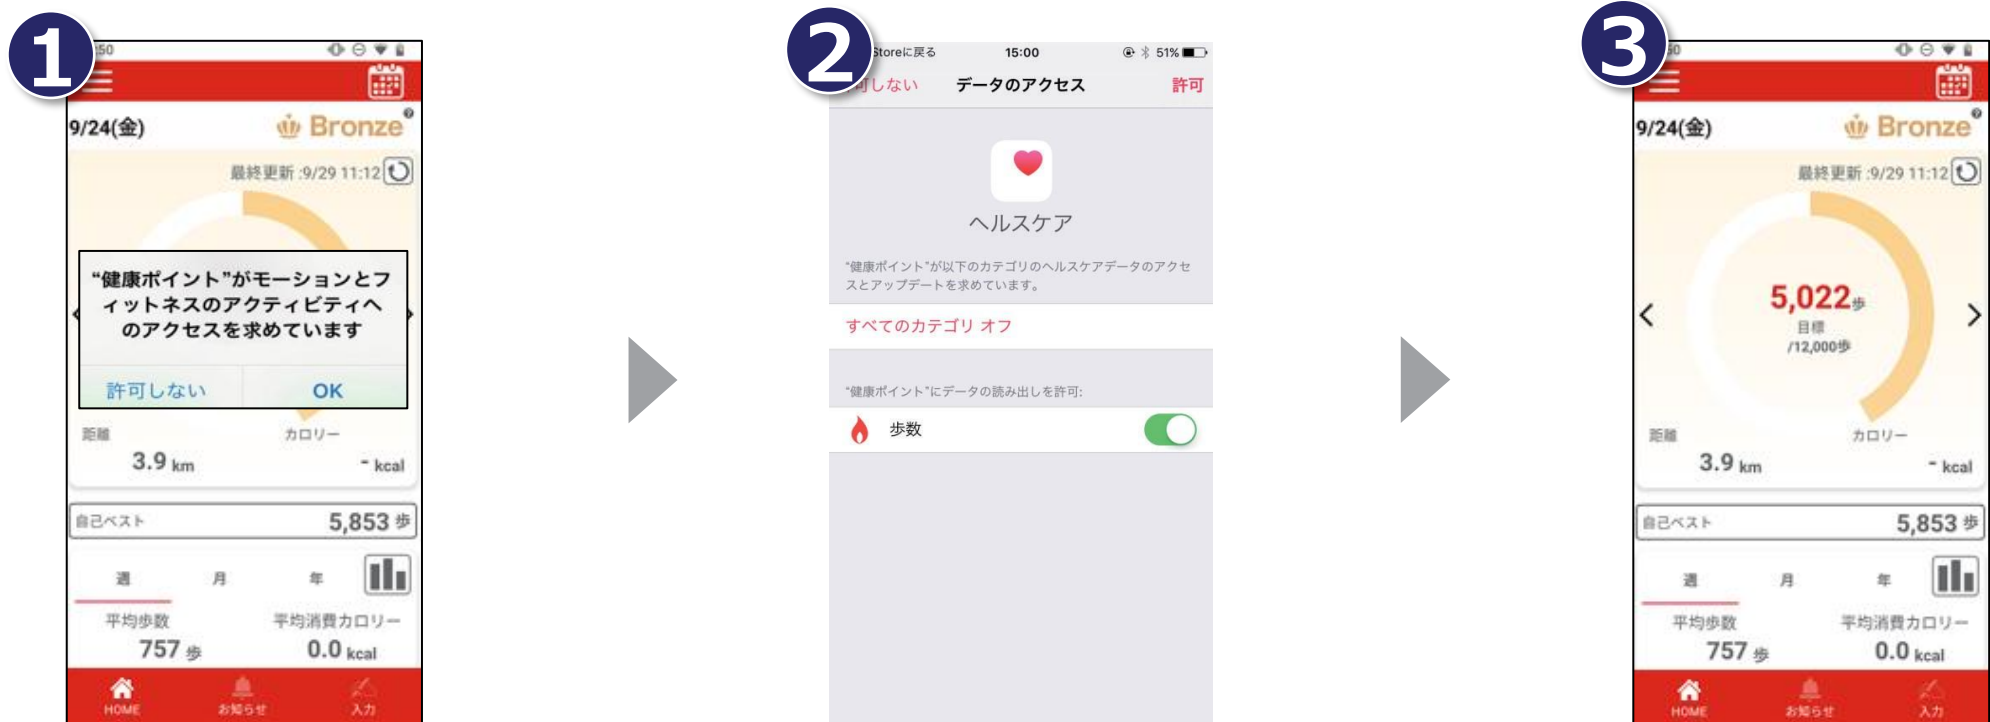 1
50
9/24(金)
Bronze
最終更新 :9/29 11:12
“健康ポイント”がモーションとフ
ィットネスのアクティビティへ
のアクセスを求めています
許可しない
OK
距離
カロリー
3.9 km
- kcal
自己ベスト
5,853 歩
週
月
年
平均歩数
平均消費カロリー
757 歩
0.0 kcal
HOME
お知らせ
入力
2
Storeに戻る
15:00
51%
可しない
データのアクセス
許可
ヘルスケア
“健康ポイント”が以下のカテゴリのヘルスケアデータのアクセ
スとアップデートを求めています。
すべてのカテゴリ オフ
“健康ポイント”にデータの読み出しを許可:
歩数
3
9/24(金)
Bronze
最終更新 :9/29 11:12
5,022歩
目標
/12,000歩
距離
カロリー
3.9 km
- kcal
自己ベスト
5,853 歩
週
月
年
平均歩数
平均消費カロリー
757 歩
0.0 kcal
HOME
お知らせ
入力